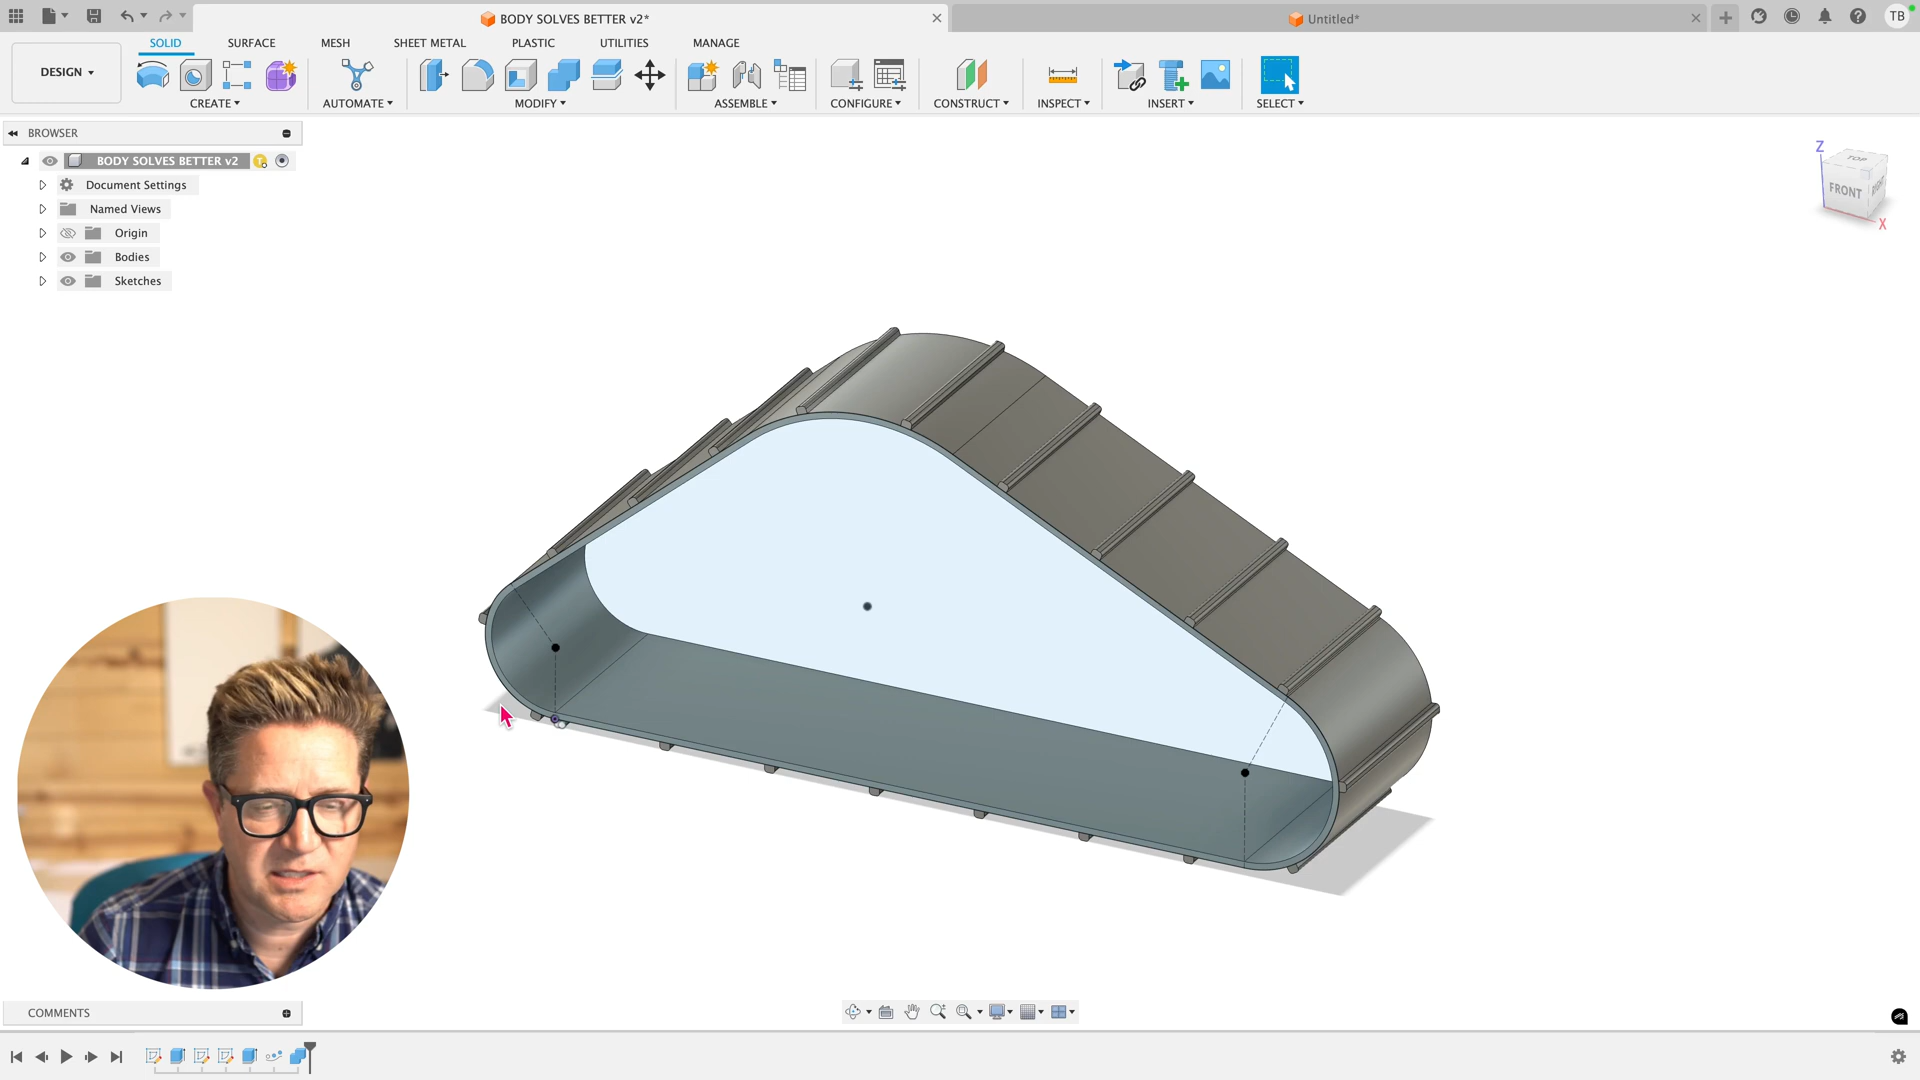 BODY SOLVES BETTER v2*
Untitled*
TB
DESIGN
SOLID
SURFACE
MESH
SHEET METAL
PLASTIC
UTILITIES
MANAGE
CREATE
AUTOMATE
MODIFY
ASSEMBLE
CONFIGURE
CONSTRUCT
INSPECT
INSERT
SELECT
BROWSER
BODY SOLVES BETTER v2
Document Settings
Named Views
Origin
Bodies
Sketches
Z
TOP
FRONT
RIGHT
X
COMMENTS